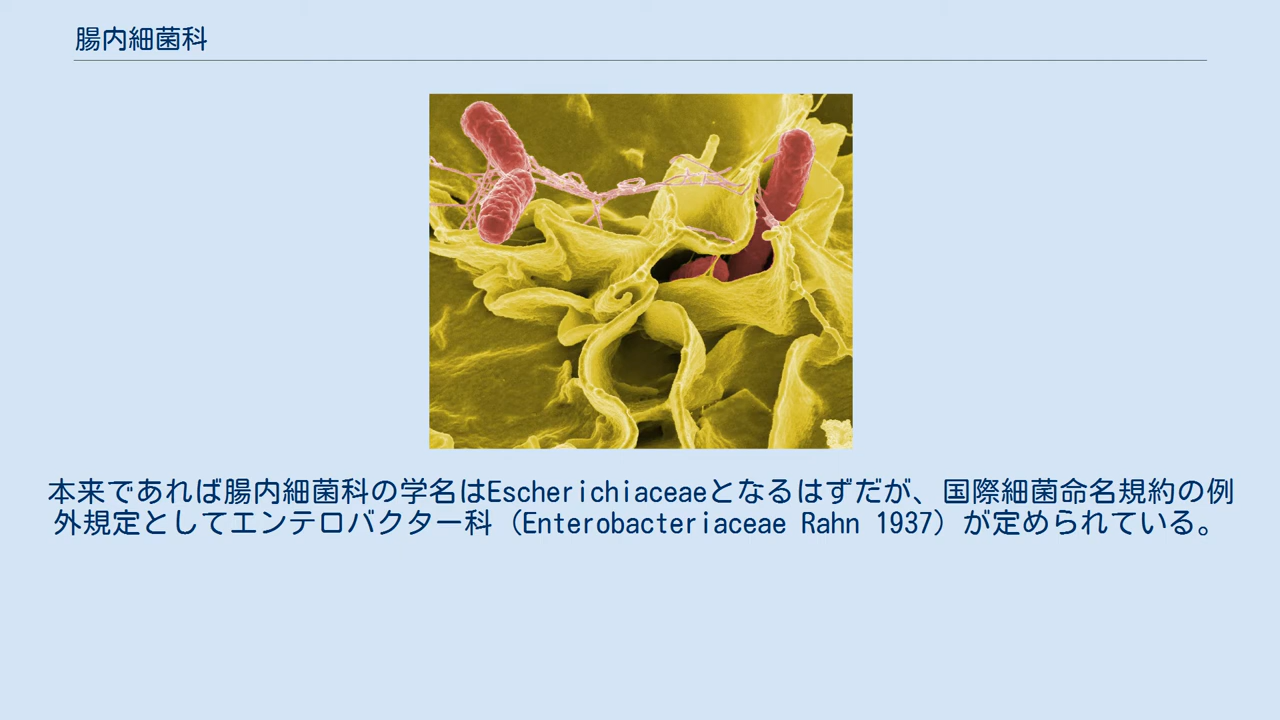 腸内細菌科
本来であれば腸内細菌科の学名はEscherichiaceaeとなるはずだが、国際細菌命名規約の例
外規定としてエンテロバクター科（Enterobacteriaceae Rahn 1937）が定められている。